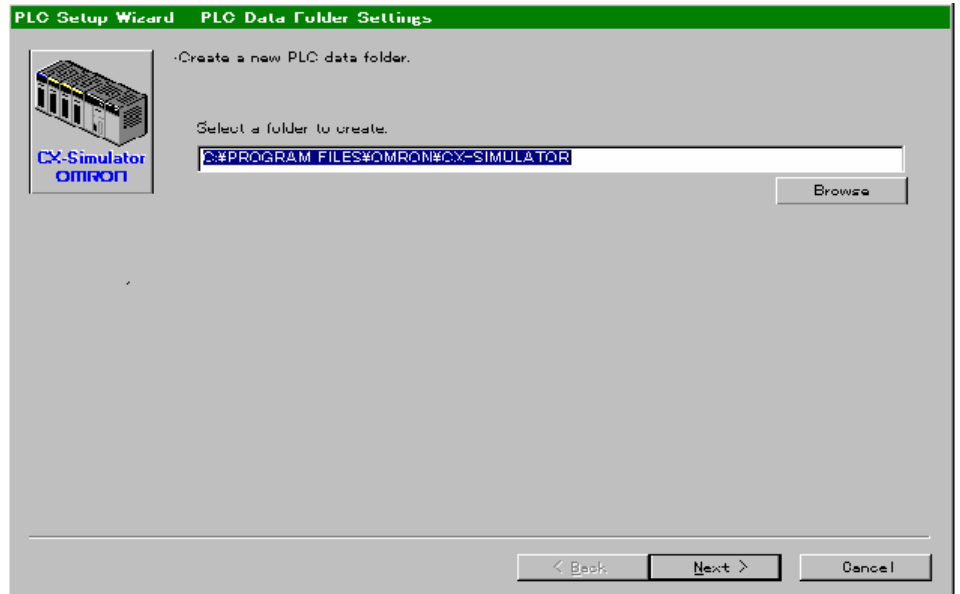 PLC Setup Wizard PLC Data Folder Settings
Create a new PLC data folder.
Select a folder to create.
C:¥PROGRAM FILES¥OMRON¥CX-SIMULATOR
Browse
CX-Simulator
OMRON
< Back
Next >
Cancel